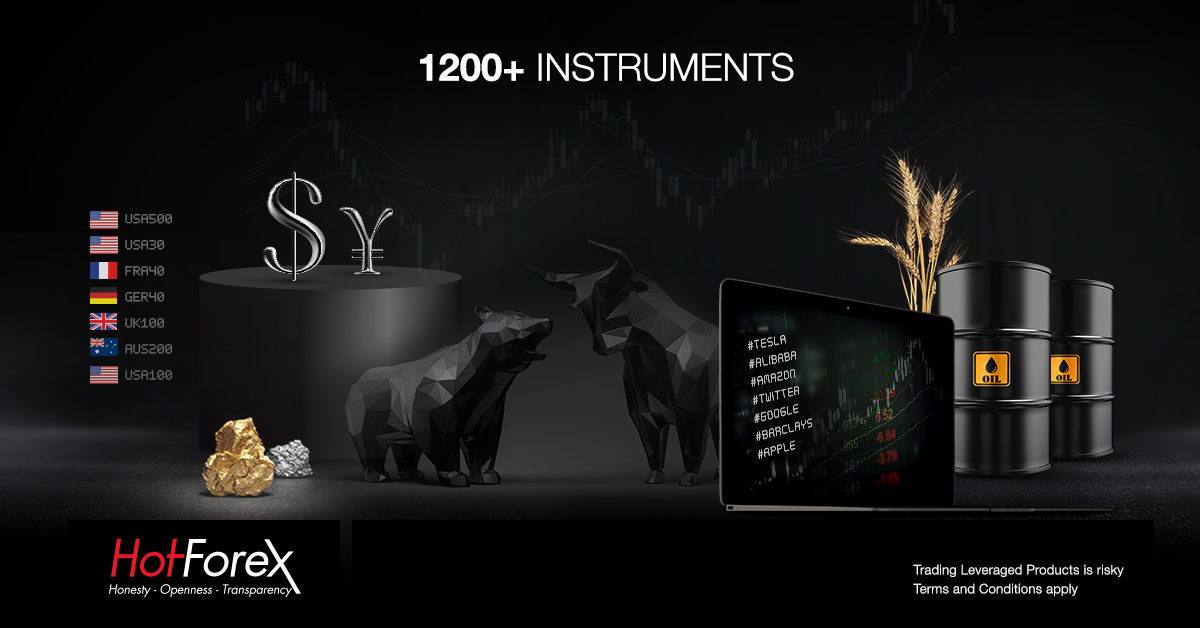 1200+ INSTRUMENTS
$ ¥
USA500
USA30
FRA40
GER40
UK100
AUS200
USA100
#TESLA
#ALIBABA
#AMAZON
#TWITTER
#GOOGLE
#BARCLAYS
#APPLE
OIL
OIL
HotForex
Honesty - Openness - Transparency
Trading Leveraged Products is risky
Terms and Conditions apply